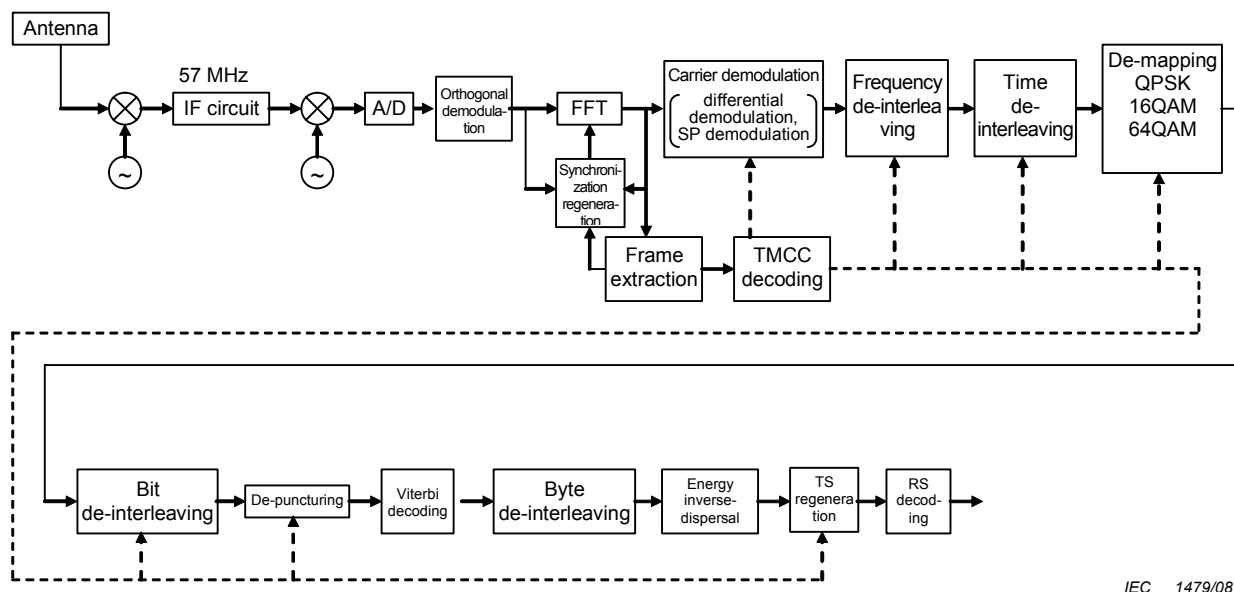 Antenna
57 MHz
IF circuit
~
~
A/D
Orthogonal
demodula-
tion
FFT
Synchroni-
zation
regenera-
tion
Carrier demodulation
differential
demodulation,
SP demodulation
Frequency
de-interlea
ving
Time
de-
interleaving
De-mapping
QPSK
16QAM
64QAM
Frame
extraction
TMCC
decoding
Bit
de-interleaving
De-puncturing
Viterbi
decoding
Byte
de-interleaving
Energy
inverse-
dispersal
TS
regenera
tion
RS
decod-
ing
IEC 1479/08